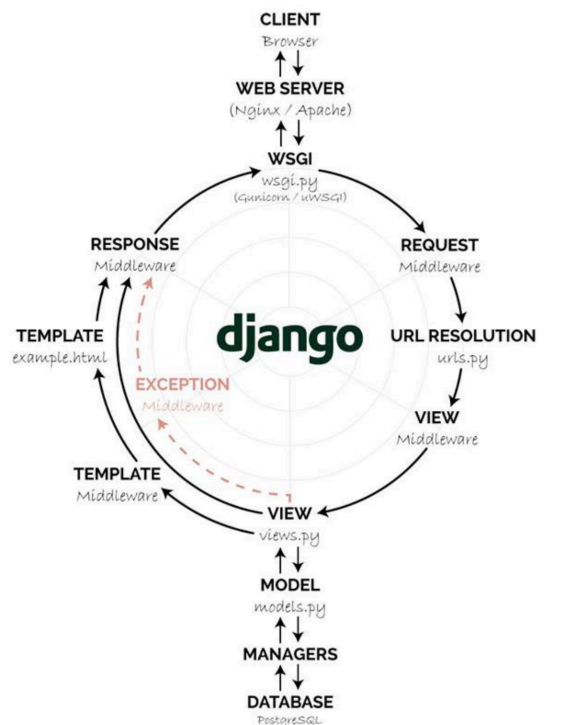 CLIENT
Browser
WEB SERVER
(Nginx / Apache)
WSGI
wsgi.py
(Gunicorn / uWSGI)
RESPONSE
Middleware
REQUEST
Middleware
django
TEMPLATE
example.html
URL RESOLUTION
urls.py
EXCEPTION
Middleware
VIEW
Middleware
TEMPLATE
Middleware
VIEW
views.py
MODEL
models.py
MANAGERS
DATABASE
PostgreSQL